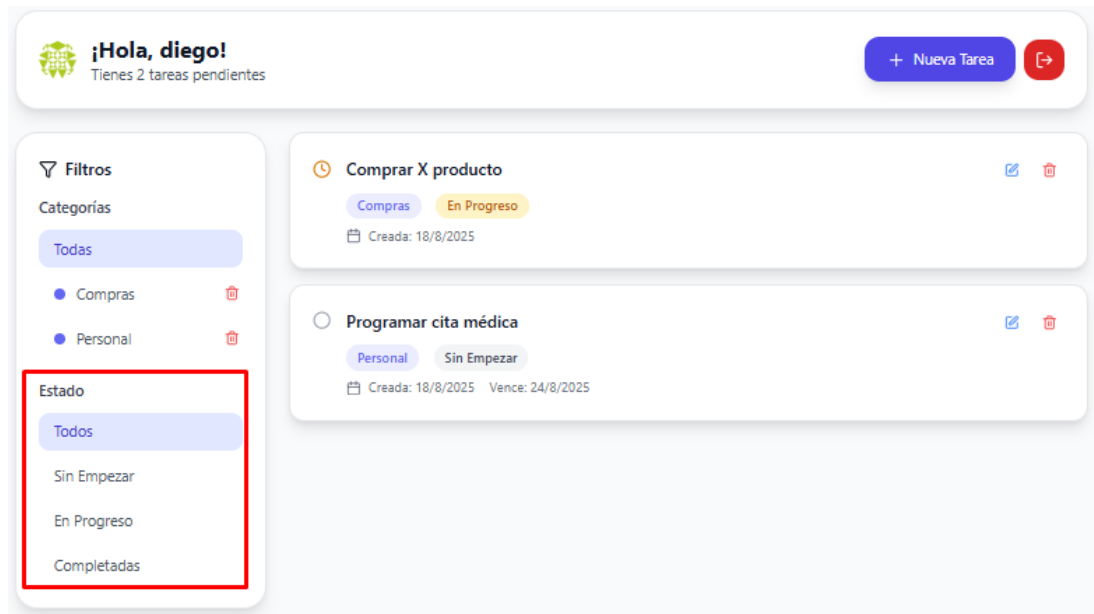 ¡Hola, diego!
Tienes 2 tareas pendientes
+ Nueva Tarea
Filtros
Categorías
Todas
Compras
Personal
Estado
Todos
Sin Empezar
En Progreso
Completadas
Comprar X producto
Compras En Progreso
Creada: 18/8/2025
Programar cita médica
Personal Sin Empezar
Creada: 18/8/2025 Vence: 24/8/2025